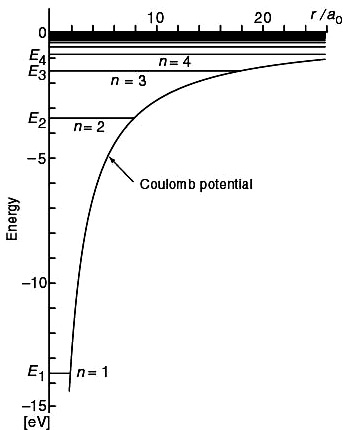 10 20 r/a₀
0
E₄ n = 4
E₃ n = 3
E₂ n = 2
−5
Coulomb potential
Energy
−10
E₁ n = 1
−15
[eV]